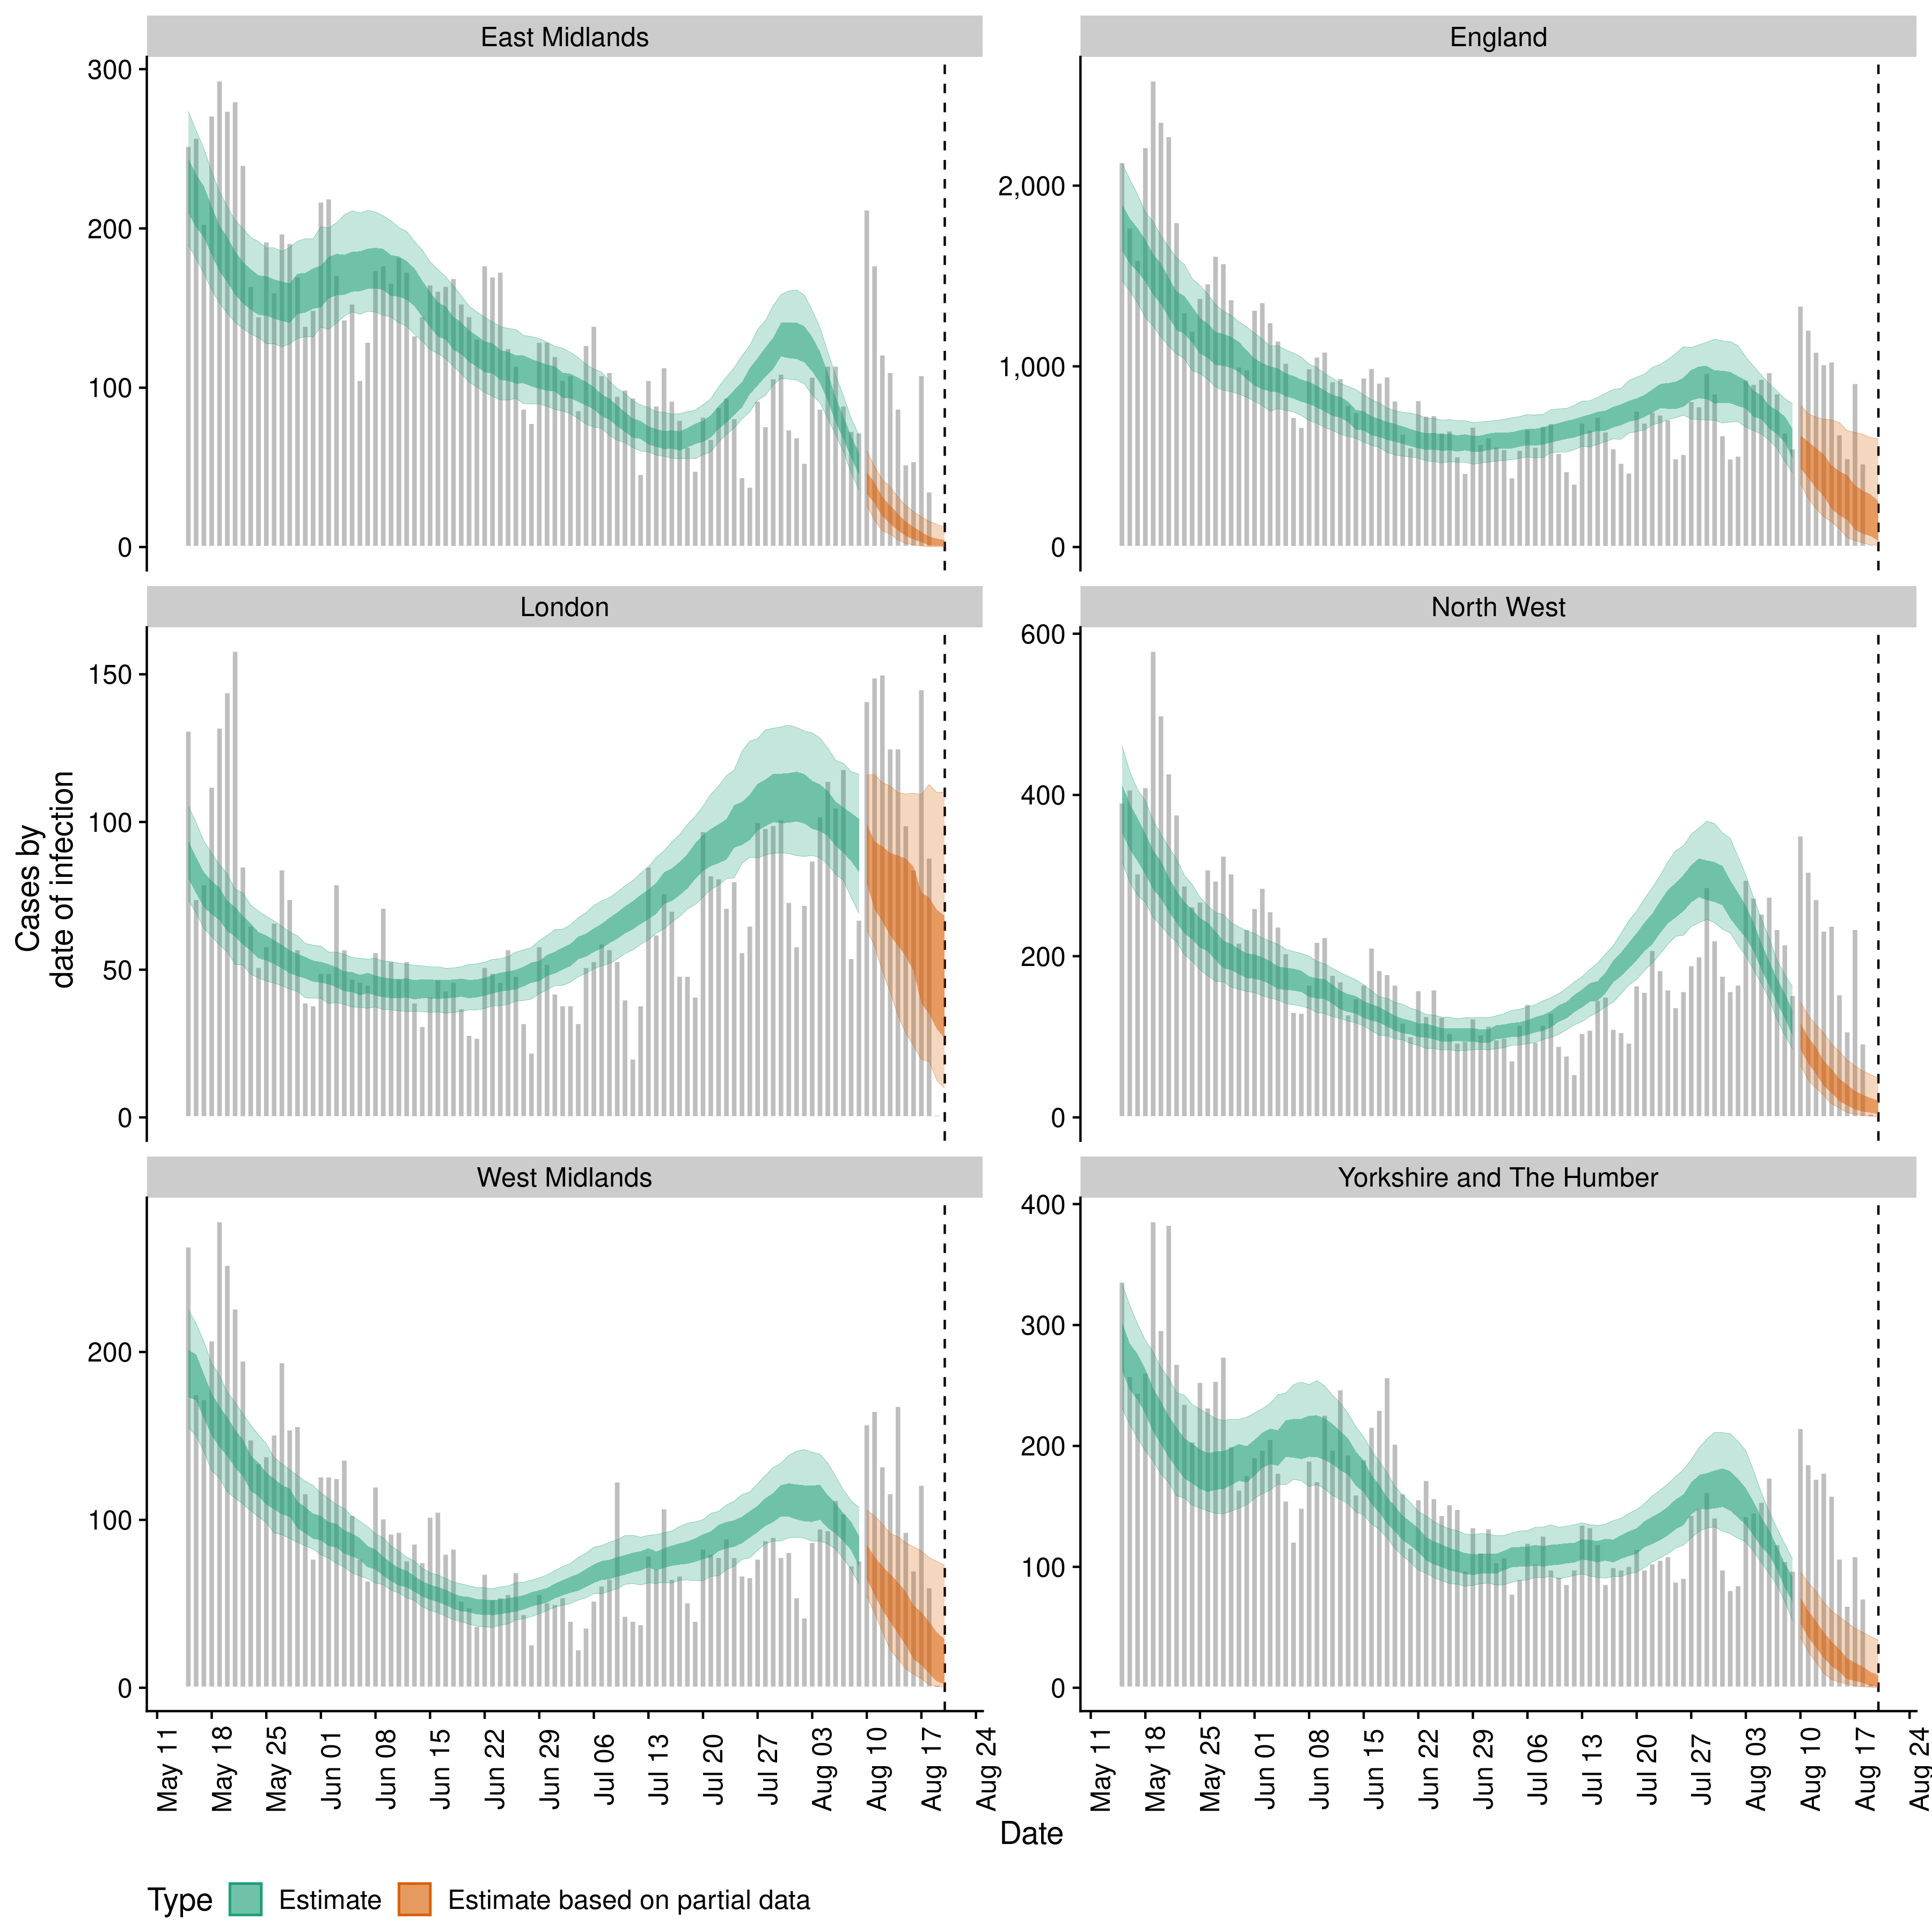 East Midlands
England
300
200
100
0
2,000
1,000
0
London
North West
150
100
50
0
600
400
200
0
Cases by
date of infection
West Midlands
Yorkshire and The Humber
200
100
0
400
300
200
100
0
May 11
May 18
May 25
Jun 01
Jun 08
Jun 15
Jun 22
Jun 29
Jul 06
Jul 13
Jul 20
Jul 27
Aug 03
Aug 10
Aug 17
Aug 24
May 11
May 18
May 25
Jun 01
Jun 08
Jun 15
Jun 22
Jun 29
Jul 06
Jul 13
Jul 20
Jul 27
Aug 03
Aug 10
Aug 17
Aug 24
Date
Type Estimate Estimate based on partial data